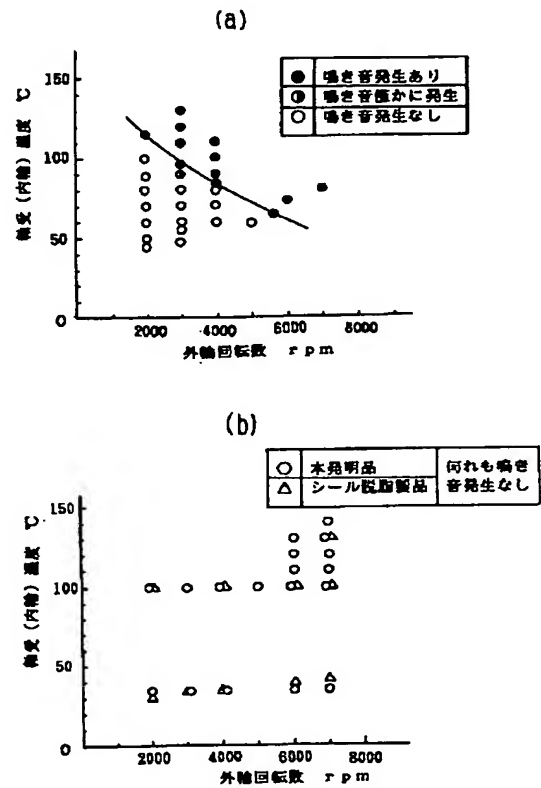 (a)
● 鳴き音発生あり
◐ 鳴き音僅かに発生
○ 鳴き音発生なし
軸受(内輪)温度 ℃
150
100
50
0
2000 4000 6000 8000
外輪回転数 rpm
(b)
○ 本発明品 何れも鳴き
△ シール脱脂製品 音発生なし
軸受(内輪)温度 ℃
150
100
50
0
2000 4000 6000 8000
外輪回転数 rpm